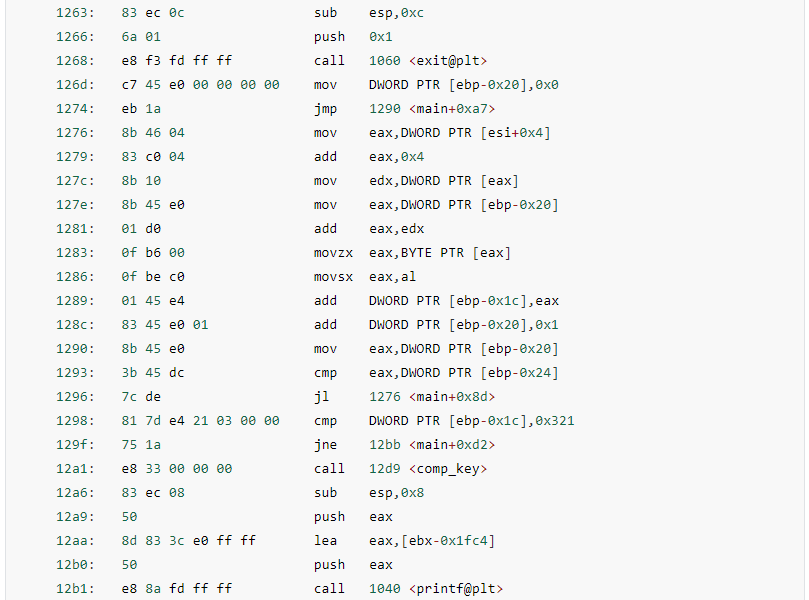 1263: 83 ec 0c sub esp,0xc
1266: 6a 01 push 0x1
1268: e8 f3 fd ff ff call 1060 <exit@plt>
126d: c7 45 e0 00 00 00 00 mov DWORD PTR [ebp-0x20],0x0
1274: eb 1a jmp 1290 <main+0xa7>
1276: 8b 46 04 mov eax,DWORD PTR [esi+0x4]
1279: 83 c0 04 add eax,0x4
127c: 8b 10 mov edx,DWORD PTR [eax]
127e: 8b 45 e0 mov eax,DWORD PTR [ebp-0x20]
1281: 01 d0 add eax,edx
1283: 0f b6 00 movzx eax,BYTE PTR [eax]
1286: 0f be c0 movsx eax,al
1289: 01 45 e4 add DWORD PTR [ebp-0x1c],eax
128c: 83 45 e0 01 add DWORD PTR [ebp-0x20],0x1
1290: 8b 45 e0 mov eax,DWORD PTR [ebp-0x20]
1293: 3b 45 dc cmp eax,DWORD PTR [ebp-0x24]
1296: 7c de jl 1276 <main+0x8d>
1298: 81 7d e4 21 03 00 00 cmp DWORD PTR [ebp-0x1c],0x321
129f: 75 1a jne 12bb <main+0xd2>
12a1: e8 33 00 00 00 call 12d9 <comp_key>
12a6: 83 ec 08 sub esp,0x8
12a9: 50 push eax
12aa: 8d 83 3c e0 ff ff lea eax,[ebx-0x1fc4]
12b0: 50 push eax
12b1: e8 8a fd ff ff call 1040 <printf@plt>